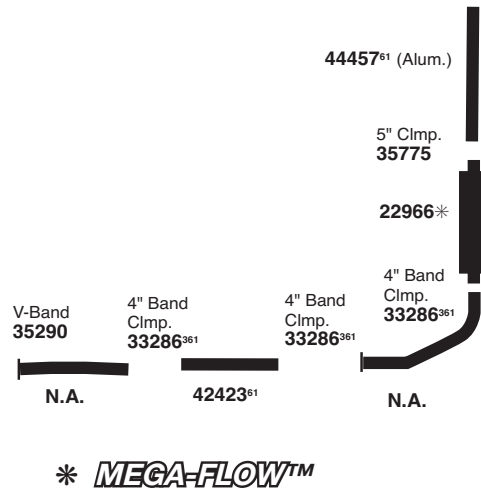 44457⁶¹ (Alum.)
5" Clmp.
35775
22966✳
4" Band
Clmp.
33286³⁶¹
4" Band
Clmp.
33286³⁶¹
4" Band
Clmp.
33286³⁶¹
V-Band
35290
N.A.
42423⁶¹
N.A.
✳ MEGA-FLOW™